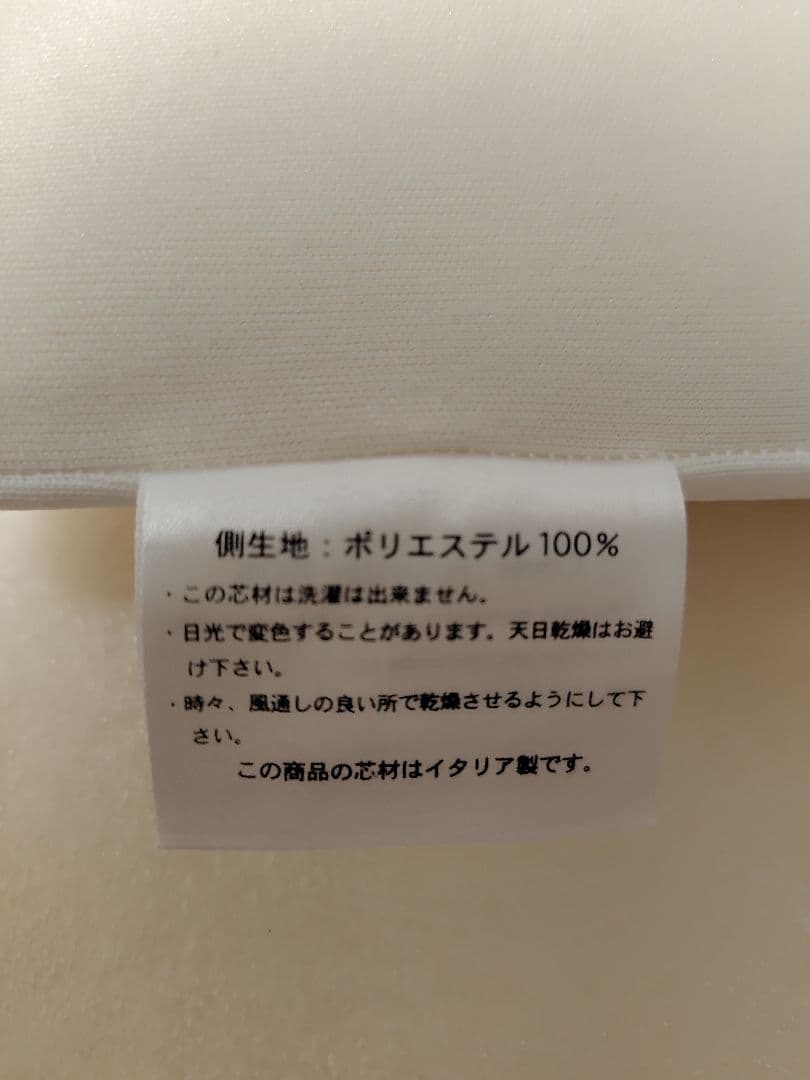 側生地：ポリエステル100%
・この芯材は洗濯は出来ません。
・日光で変色することがあります。天日乾燥はお避
け下さい。
・時々、風通しの良い所で乾燥させるようにして下
さい。
この商品の芯材はイタリア製です。